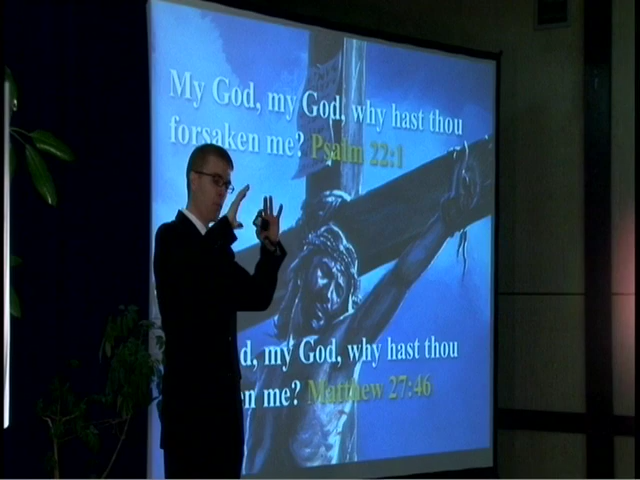 My God, my God, why hast thou
forsaken me? Psalm 22:1
d, my God, why hast thou
en me? Matthew 27:46